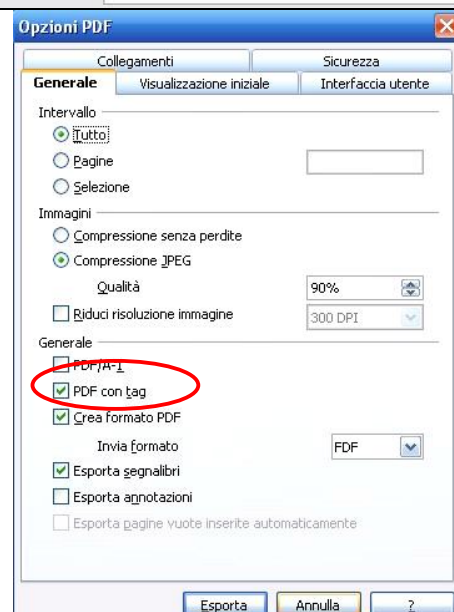 Opzioni PDF
Collegamenti Sicurezza
Generale Visualizzazione iniziale Interfaccia utente
Intervallo
Tutto
Pagine
Selezione
Immagini
Compressione senza perdite
Compressione JPEG
Qualità 90%
Riduci risoluzione immagine 300 DPI
Generale
PDF/A-1
PDF con tag
Crea formato PDF
Invia formato FDF
Esporta segnalibri
Esporta annotazioni
Esporta pagine vuote inserite automaticamente
Esporta Annulla ?